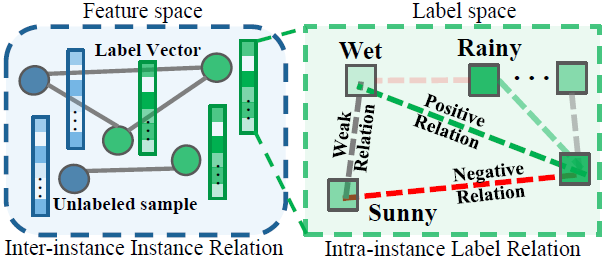 Feature space
Label Vector
Unlabeled sample
Inter-instance Instance Relation
Label space
Wet
Rainy
Weak
Relation
Positive
Relation
Negative
Relation
Sunny
Intra-instance Label Relation